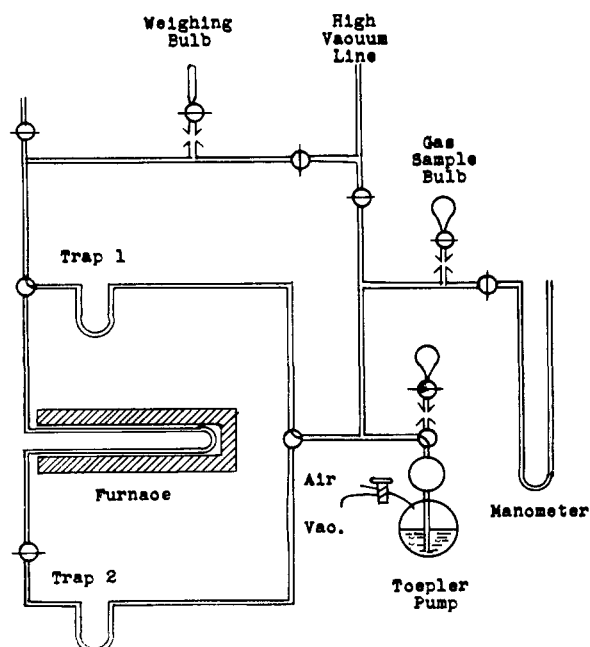 Weighing
Bulb
High
Vacuum
Line
Gas
Sample
Bulb
Trap 1
Furnace
Air
Vac.
Manometer
Trap 2
Toepler
Pump